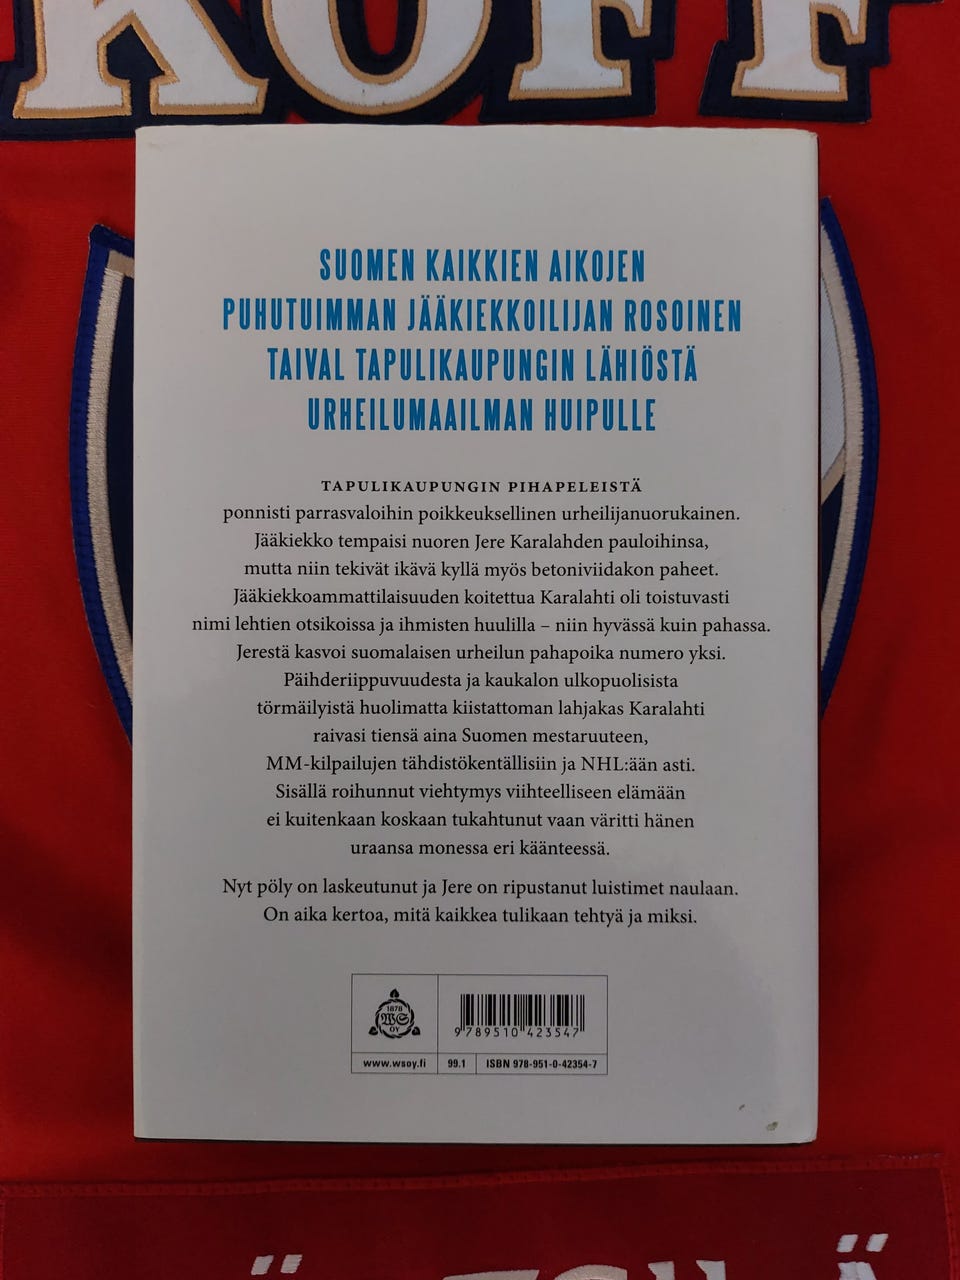 KOFF
SUOMEN KAIKKIEN AIKOJEN
PUHUTUIMMAN JÄÄKIEKKOILIJAN ROSOINEN
TAIVAL TAPULIKAUPUNGIN LÄHIÖSTÄ
URHEILUMAAILMAN HUIPULLE
TAPULIKAUPUNGIN PIHAPELEISTÄ
ponnisti parrasvaloihin poikkeuksellinen urheilijanuorukainen.
Jääkiekko tempaisi nuoren Jere Karalahden pauloihinsa,
mutta niin tekivät ikävä kyllä myös betoniviidakon paheet.
Jääkiekkoammattilaisuuden koitettua Karalahti oli toistuvasti
nimi lehtien otsikoissa ja ihmisten huulilla – niin hyvässä kuin pahassa.
Jerestä kasvoi suomalaisen urheilun pahapoika numero yksi.
Päihderiippuvuudesta ja kaukalon ulkopuolisista
törmäilyistä huolimatta kiistattoman lahjakas Karalahti
raivasi tiensä aina Suomen mestaruuteen,
MM-kilpailujen tähdistökentällisiin ja NHL:ään asti.
Sisällä roihunnut viehtymys viihteelliseen elämään
ei kuitenkaan koskaan tukahtunut vaan väritti hänen
uraansa monessa eri käänteessä.
Nyt pöly on laskeutunut ja Jere on ripustanut luistimet naulaan.
On aika kertoa, mitä kaikkea tulikaan tehtyä ja miksi.
1878
WS
OY
9 789510 423547
www.wsoy.fi 99.1 ISBN 978-951-0-42354-7